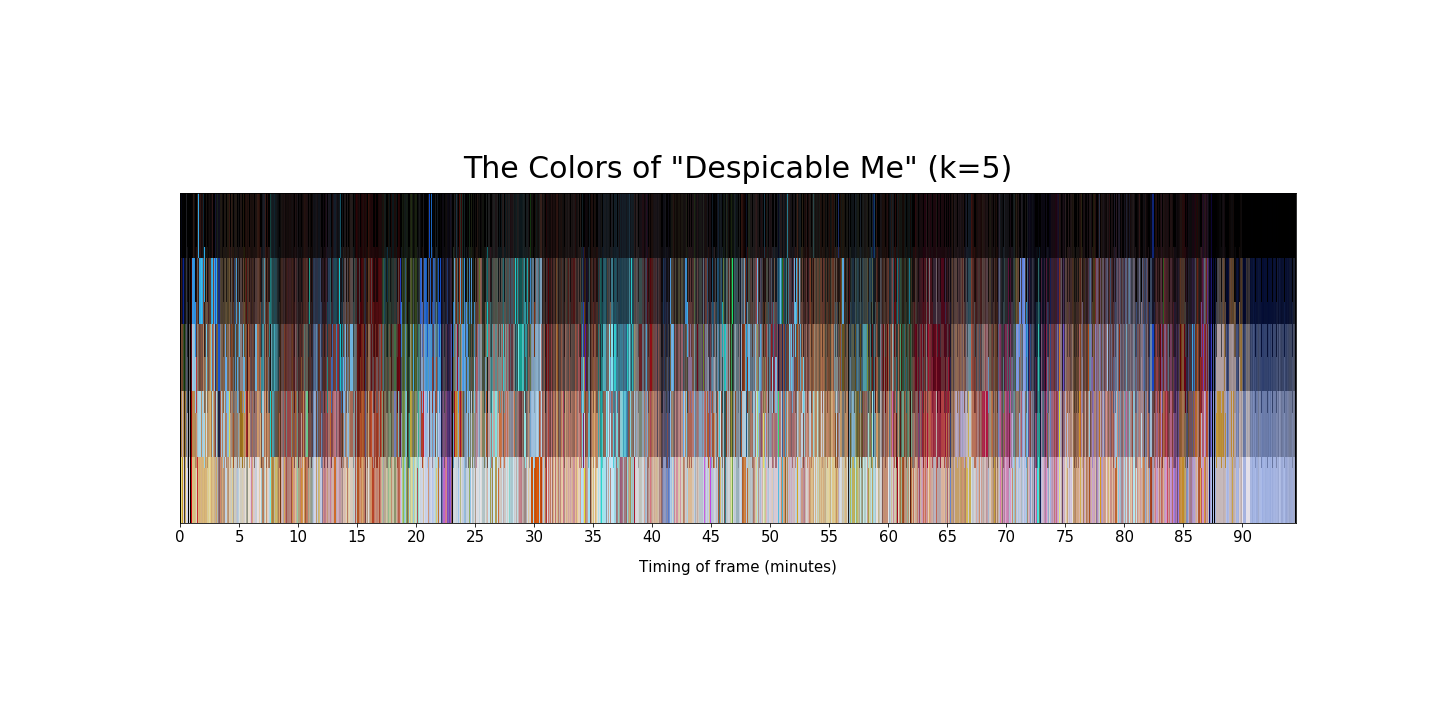 The Colors of "Despicable Me" (k=5)
0 5 10 15 20 25 30 35 40 45 50 55 60 65 70 75 80 85 90
Timing of frame (minutes)